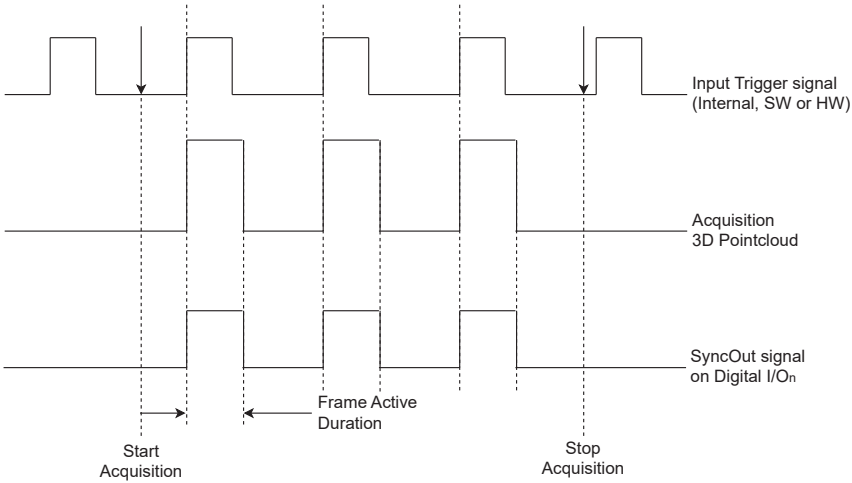 Input Trigger signal
(Internal, SW or HW)
Acquisition
3D Pointcloud
SyncOut signal
on Digital I/On
Frame Active
Duration
Start
Acquisition
Stop
Acquisition